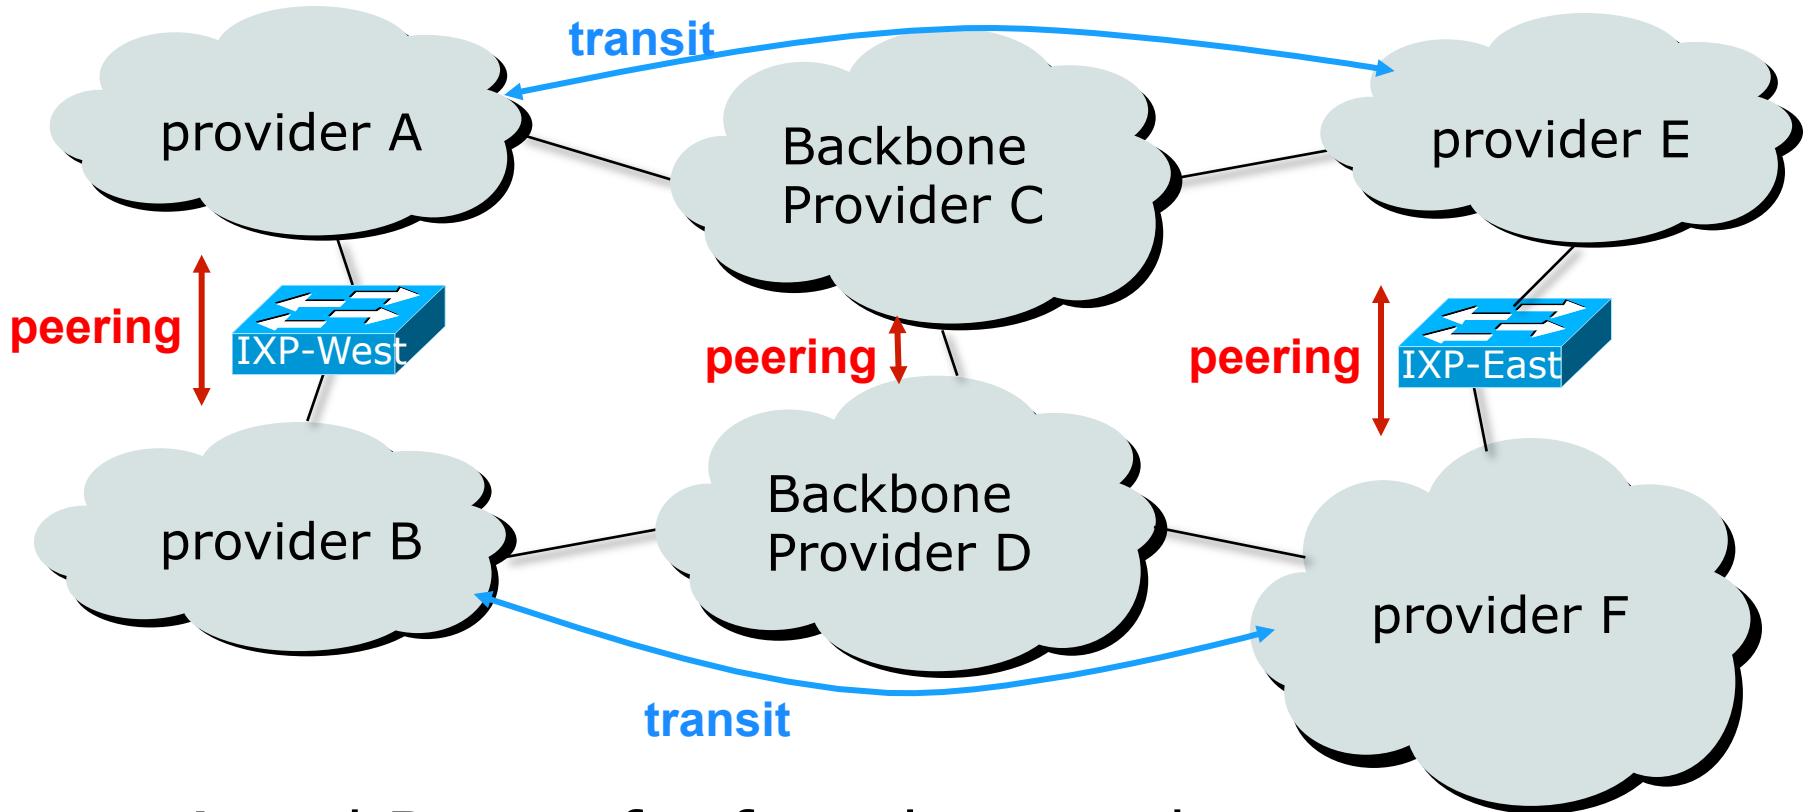 transit
provider A
Backbone
Provider C
provider E
peering
IXP-West
peering
peering
IXP-East
provider B
Backbone
Provider D
provider F
transit